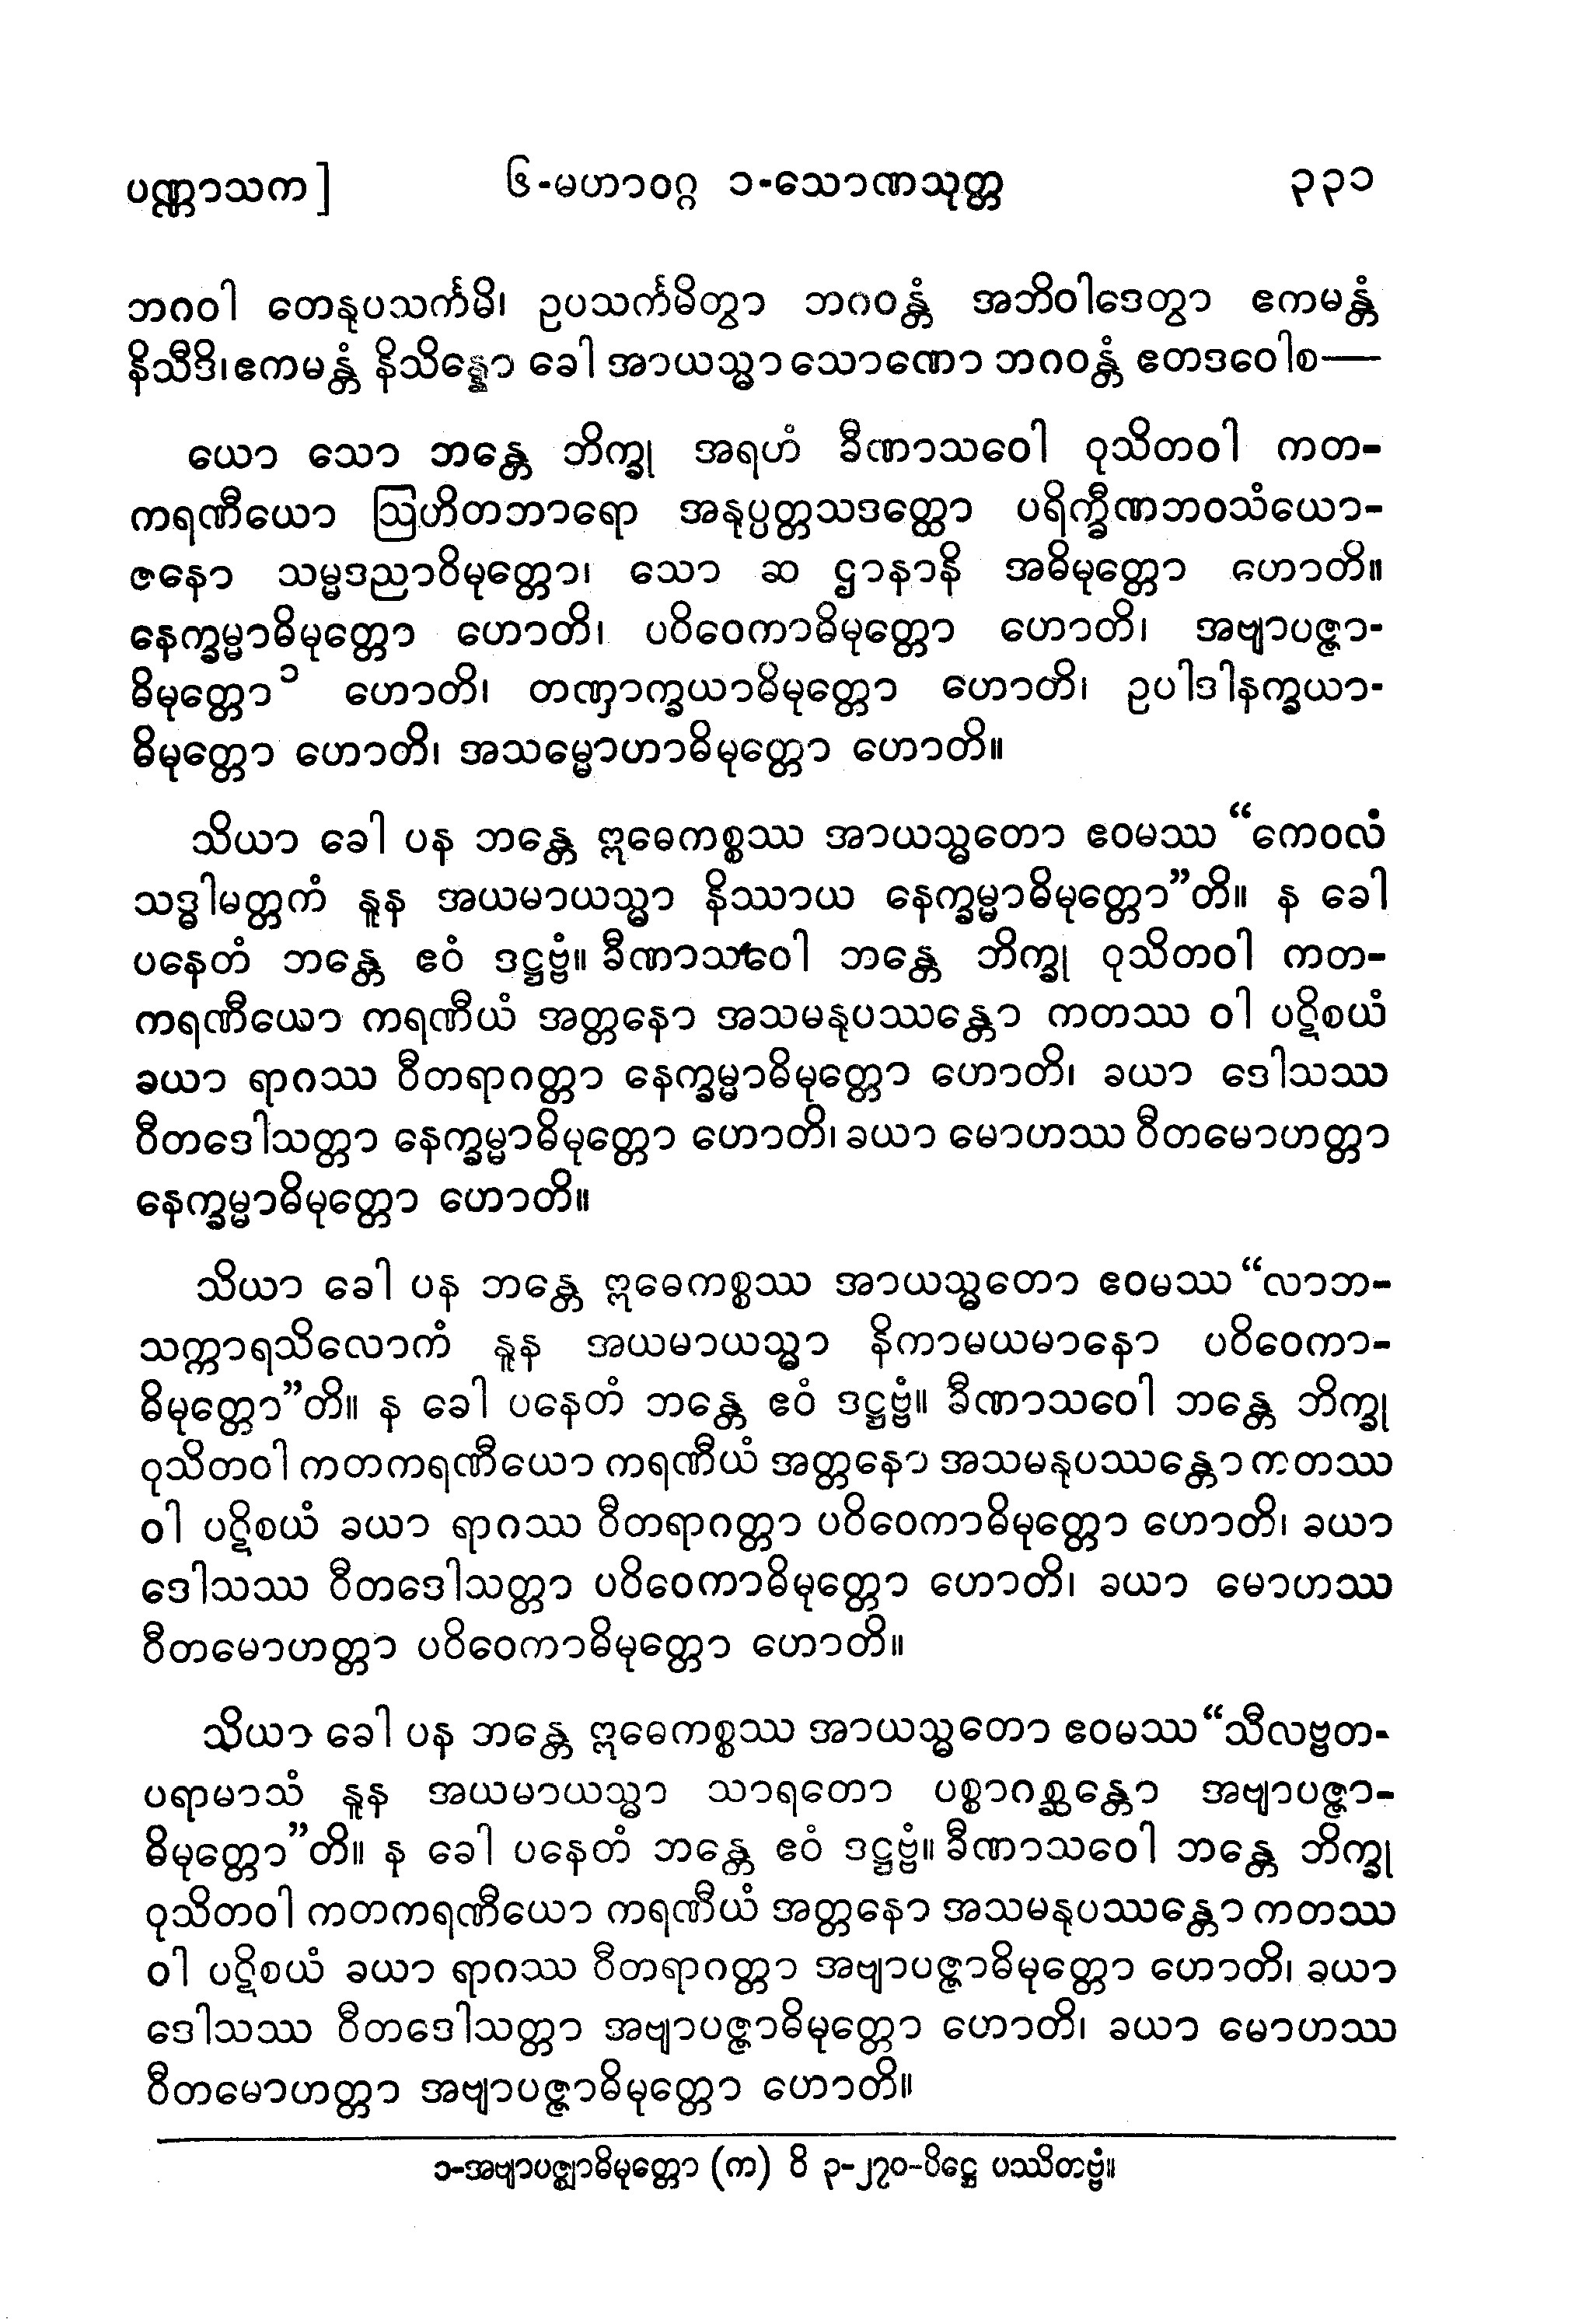 ပဏ္ဏာသက] ၆-မဟာဝဂ္ဂ ၁-သောဏသုတ္တ ၃၃၁
ဘဂဝါ တေနုပသင်္ကမိ၊ ဥပသင်္ကမိတွာ ဘဂဝန္တံ အဘိဝါဒေတွာ ဧကမန္တံ
နိသီဒိ၊ ဧကမန္တံ နိသိန္နော ခေါ အာယသ္မာ သောဏော ဘဂဝန္တံ ဧတဒဝေါစ—
ယော သော ဘန္တေ ဘိက္ခု အရဟံ ခီဏာသဝေါ ဝုသိတဝါ ကတ-
ကရဏီယော ဩဟိတဘာရော အနုပ္ပတ္တသဒတ္ထော ပရိက္ခီဏဘဝသံယော-
ဇနော သမ္မဒညာဝိမုတ္တော၊ သော ဆ ဌာနာနိ အဓိမုတ္တော ဟောတိ။
နေက္ခမ္မာဓိမုတ္တော ဟောတိ၊ ပဝိဝေကာဓိမုတ္တော ဟောတိ၊ အဗျာပဇ္ဇာ-
ဓိမုတ္တော ၁ ဟောတိ၊ တဏှာက္ခယာဓိမုတ္တော ဟောတိ၊ ဥပါဒါနက္ခယာ-
ဓိမုတ္တော ဟောတိ၊ အသမ္မောဟာဓိမုတ္တော ဟောတိ။
သိယာ ခေါ ပန ဘန္တေ ဣဓေကစ္စဿ အာယသ္မတော ဧဝမဿ “ကေဝလံ
သဒ္ဓါမတ္တကံ နူန အယမာယသ္မာ နိဿာယ နေက္ခမ္မာဓိမုတ္တော”တိ။ န ခေါ
ပနေတံ ဘန္တေ ဧဝံ ဒဋ္ဌဗ္ဗံ။ ခီဏာသဝေါ ဘန္တေ ဘိက္ခု ဝုသိတဝါ ကတ-
ကရဏီယော ကရဏီယံ အတ္တနော အသမနုပဿန္တော ကတဿ ဝါ ပဋိစယံ
ခယာ ရာဂဿ ဝီတရာဂတ္တာ နေက္ခမ္မာဓိမုတ္တော ဟောတိ၊ ခယာ ဒေါသဿ
ဝီတဒေါသတ္တာ နေက္ခမ္မာဓိမုတ္တော ဟောတိ၊ ခယာ မောဟဿ ဝီတမောဟတ္တာ
နေက္ခမ္မာဓိမုတ္တော ဟောတိ။
သိယာ ခေါ ပန ဘန္တေ ဣဓေကစ္စဿ အာယသ္မတော ဧဝမဿ “လာဘ-
သက္ကာရသိလောကံ နူန အယမာယသ္မာ နိကာမယမာနော ပဝိဝေကာ-
ဓိမုတ္တော”တိ။ န ခေါ ပနေတံ ဘန္တေ ဧဝံ ဒဋ္ဌဗ္ဗံ။ ခီဏာသဝေါ ဘန္တေ ဘိက္ခု
ဝုသိတဝါ ကတကရဏီယော ကရဏီယံ အတ္တနော အသမနုပဿန္တော ကတဿ
ဝါ ပဋိစယံ ခယာ ရာဂဿ ဝီတရာဂတ္တာ ပဝိဝေကာဓိမုတ္တော ဟောတိ၊ ခယာ
ဒေါသဿ ဝီတဒေါသတ္တာ ပဝိဝေကာဓိမုတ္တော ဟောတိ၊ ခယာ မောဟဿ
ဝီတမောဟတ္တာ ပဝိဝေကာဓိမုတ္တော ဟောတိ။
သိယာ ခေါ ပန ဘန္တေ ဣဓေကစ္စဿ အာယသ္မတော ဧဝမဿ “သီလဗ္ဗတ-
ပရာမာသံ နူန အယမာယသ္မာ သာရတော ပစ္စာဂစ္ဆန္တော အဗျာပဇ္ဇာ-
ဓိမုတ္တော”တိ။ န ခေါ ပနေတံ ဘန္တေ ဧဝံ ဒဋ္ဌဗ္ဗံ။ ခီဏာသဝေါ ဘန္တေ ဘိက္ခု
ဝုသိတဝါ ကတကရဏီယော ကရဏီယံ အတ္တနော အသမနုပဿန္တော ကတဿ
ဝါ ပဋိစယံ ခယာ ရာဂဿ ဝီတရာဂတ္တာ အဗျာပဇ္ဇာဓိမုတ္တော ဟောတိ၊ ခယာ
ဒေါသဿ ဝီတဒေါသတ္တာ အဗျာပဇ္ဇာဓိမုတ္တော ဟောတိ၊ ခယာ မောဟဿ
ဝီတမောဟတ္တာ အဗျာပဇ္ဇာဓိမုတ္တော ဟောတိ။
၁-အဗျာပဇ္ဈာဓိမုတ္တော (က) ဝိ ၃-၂၇၀-ပိဋ္ဌေ ပဿိတဗ္ဗံ။